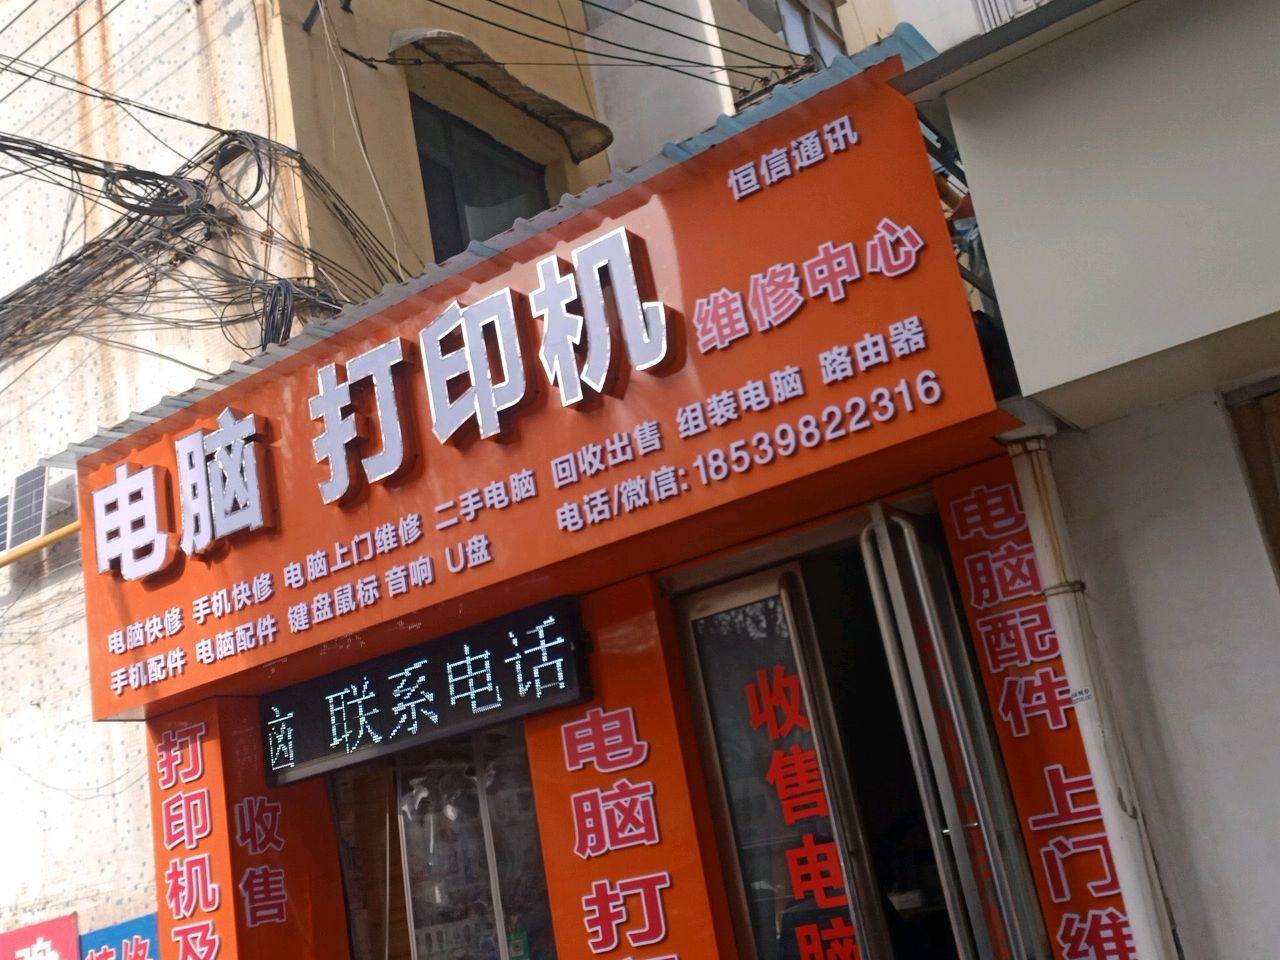 恒信通讯
电脑 打印机 维修中心
电脑快修 手机快修 电脑上门维修 二手电脑 回收出售 组装电脑 路由器
手机配件 电脑配件 键盘鼠标 音响 U盘 电话/微信:18539822316
联系电话
打印机及
收售
电脑打
收售电脑
电脑配件 上门维